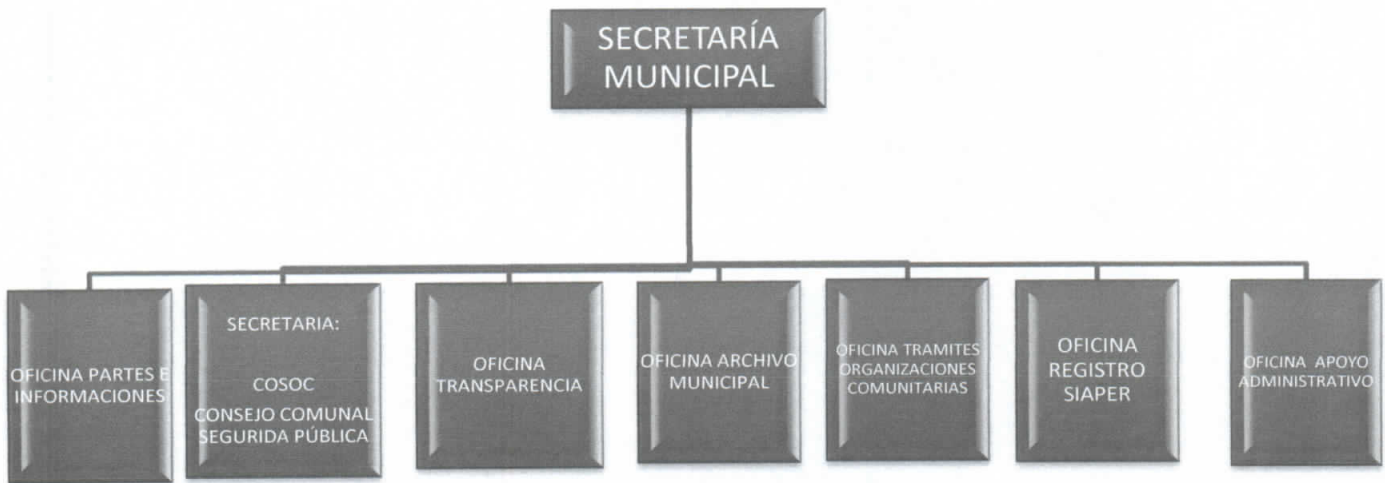 SECRETARÍA
MUNICIPAL
OFICINA PARTES E
INFORMACIONES
SECRETARIA:
COSOC
CONSEJO COMUNAL
SEGURIDA PÚBLICA
OFICINA
TRANSPARENCIA
OFICINA ARCHIVO
MUNICIPAL
OFICINA TRAMITES
ORGANIZACIONES
COMUNITARIAS
OFICINA
REGISTRO
SIAPER
OFICINA APOYO
ADMINISTRATIVO